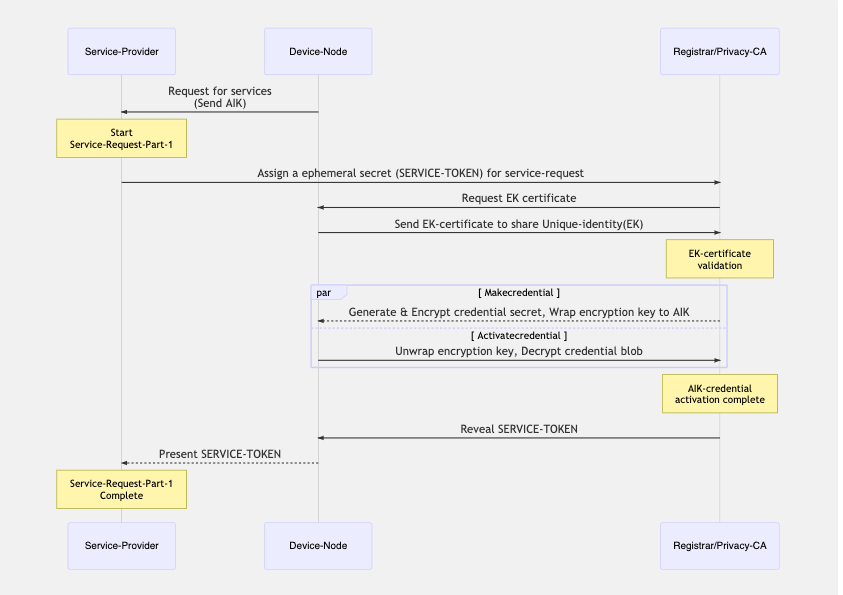 Service-Provider
Device-Node
Registrar/Privacy-CA
Request for services
(Send AIK)
Start
Service-Request-Part-1
Assign a ephemeral secret (SERVICE-TOKEN) for service-request
Request EK certificate
Send EK-certificate to share Unique-identity(EK)
EK-certificate
validation
par
[ Makecredential ]
Generate & Encrypt credential secret, Wrap encryption key to AIK
[ Activatecredential ]
Unwrap encryption key, Decrypt credential blob
AIK-credential
activation complete
Reveal SERVICE-TOKEN
Present SERVICE-TOKEN
Service-Request-Part-1
Complete
Service-Provider
Device-Node
Registrar/Privacy-CA